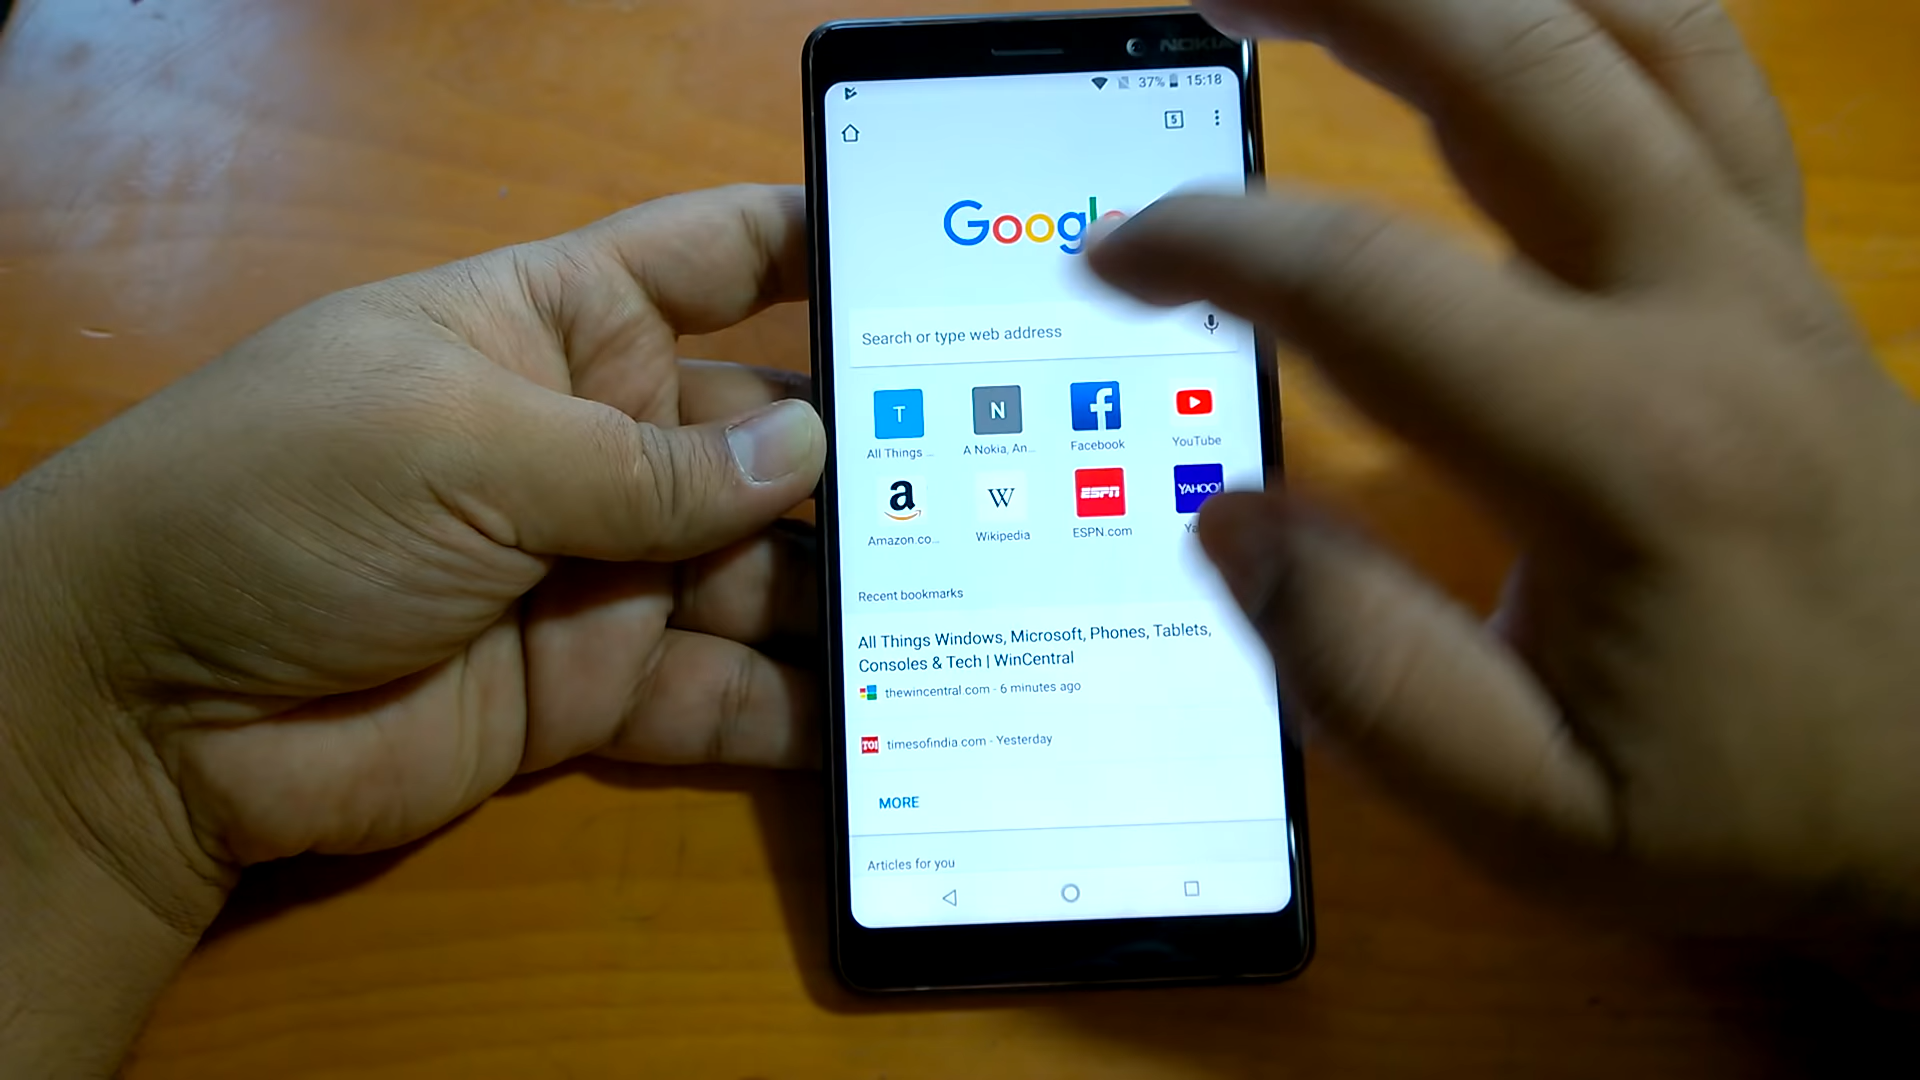 NOKIA
37% 15:18
5
Google
Search or type web address
T N f
All Things ... A Nokia, An... Facebook YouTube
a W ESPN YAHOO!
Amazon.co... Wikipedia ESPN.com
Recent bookmarks
All Things Windows, Microsoft, Phones, Tablets,
Consoles & Tech | WinCentral
thewincentral.com - 6 minutes ago
TOI timesofindia.com - Yesterday
MORE
Articles for you